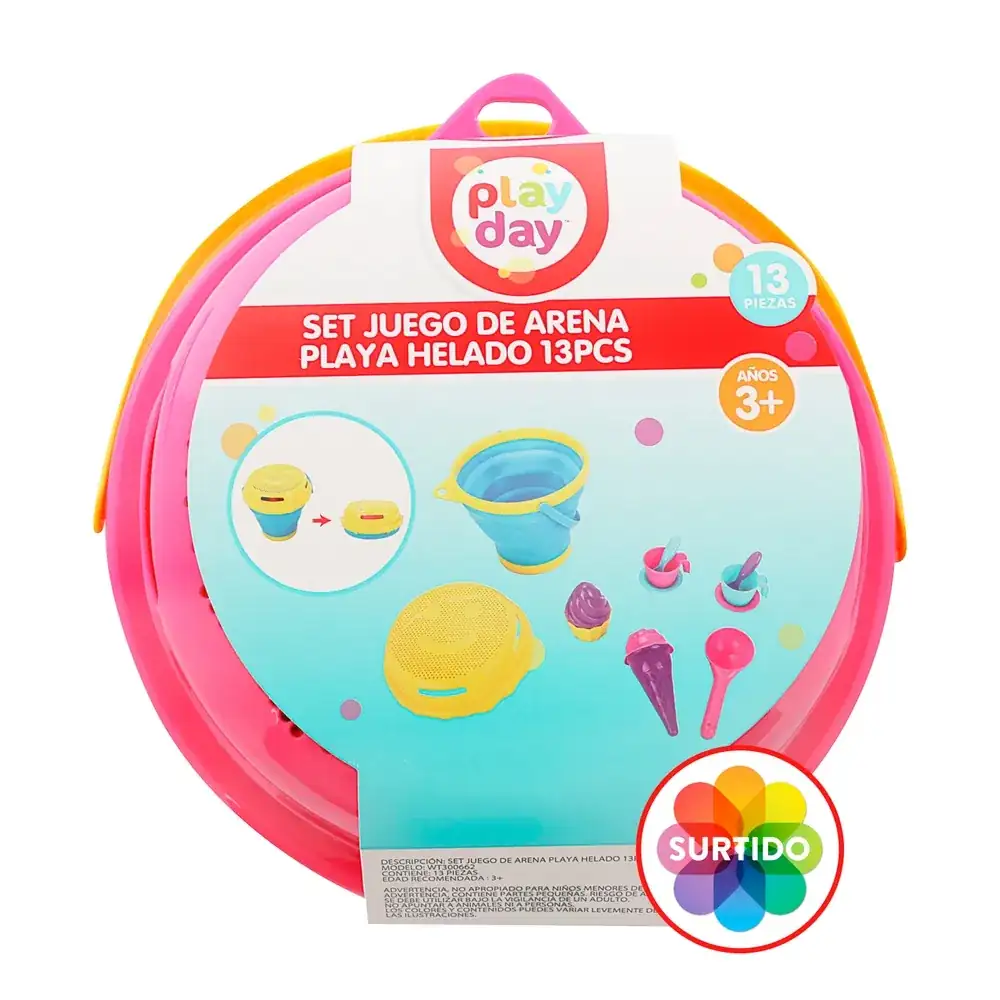 play
day™
13
PIEZAS
SET JUEGO DE ARENA
PLAYA HELADO 13PCS
AÑOS
3+
SURTIDO
DESCRIPCIÓN: SET JUEGO DE ARENA PLAYA HELADO
MODELO: WT300662
CONTIENE: 13 PIEZAS
EDAD RECOMENDADA : 3+
ADVERTENCIA, NO APROPIADO PARA NIÑOS MENORES DE
ADVERTENCIA, CONTIENE PARTES PEQUEÑAS. RIESGO DE
SE DEBE UTILIZAR BAJO LA VIGILANCIA DE UN ADULTO.
NO APUNTAR A ANIMALES NI A PERSONAS.
LOS COLORES Y CONTENIDOS PUEDES VARIAR LEVEMENTE DE
LAS ILUSTRACIONES.